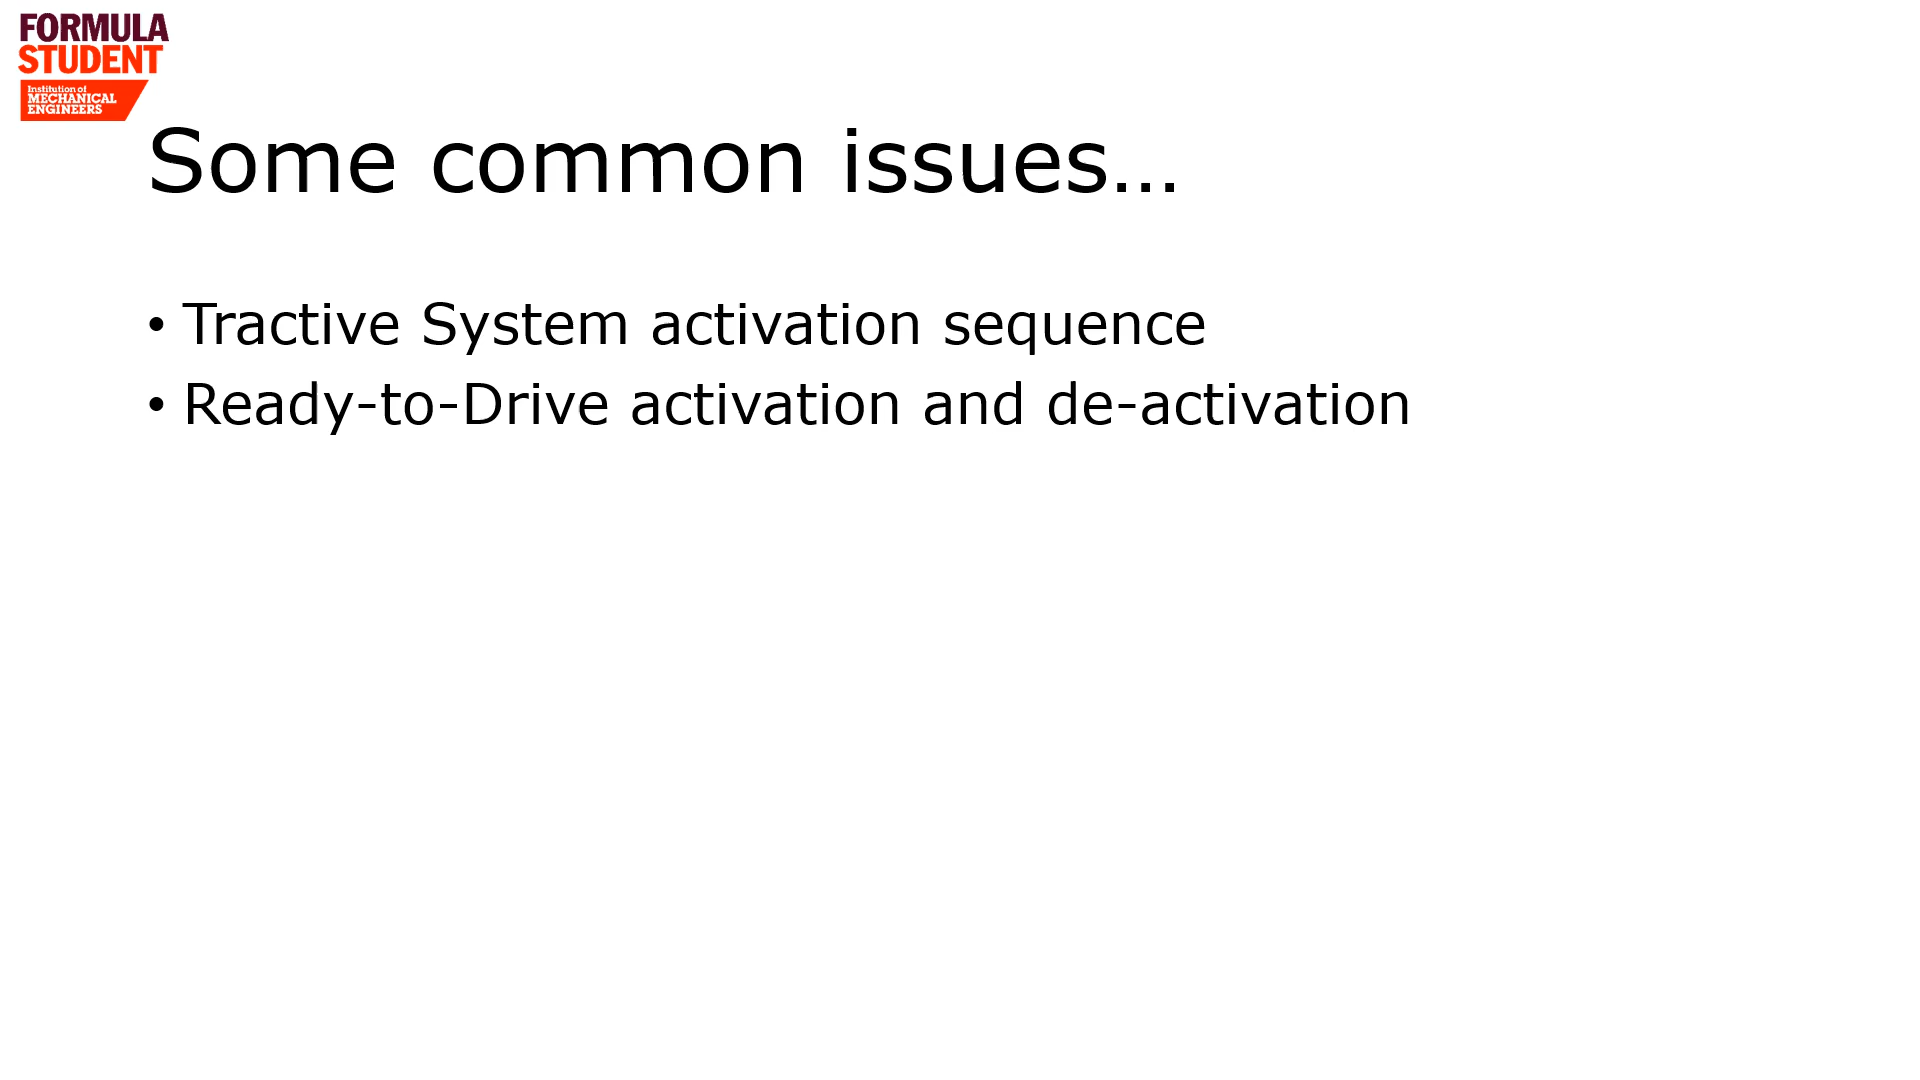 FORMULA
STUDENT
Institution of
MECHANICAL
ENGINEERS
Some common issues…
• Tractive System activation sequence
• Ready-to-Drive activation and de-activation